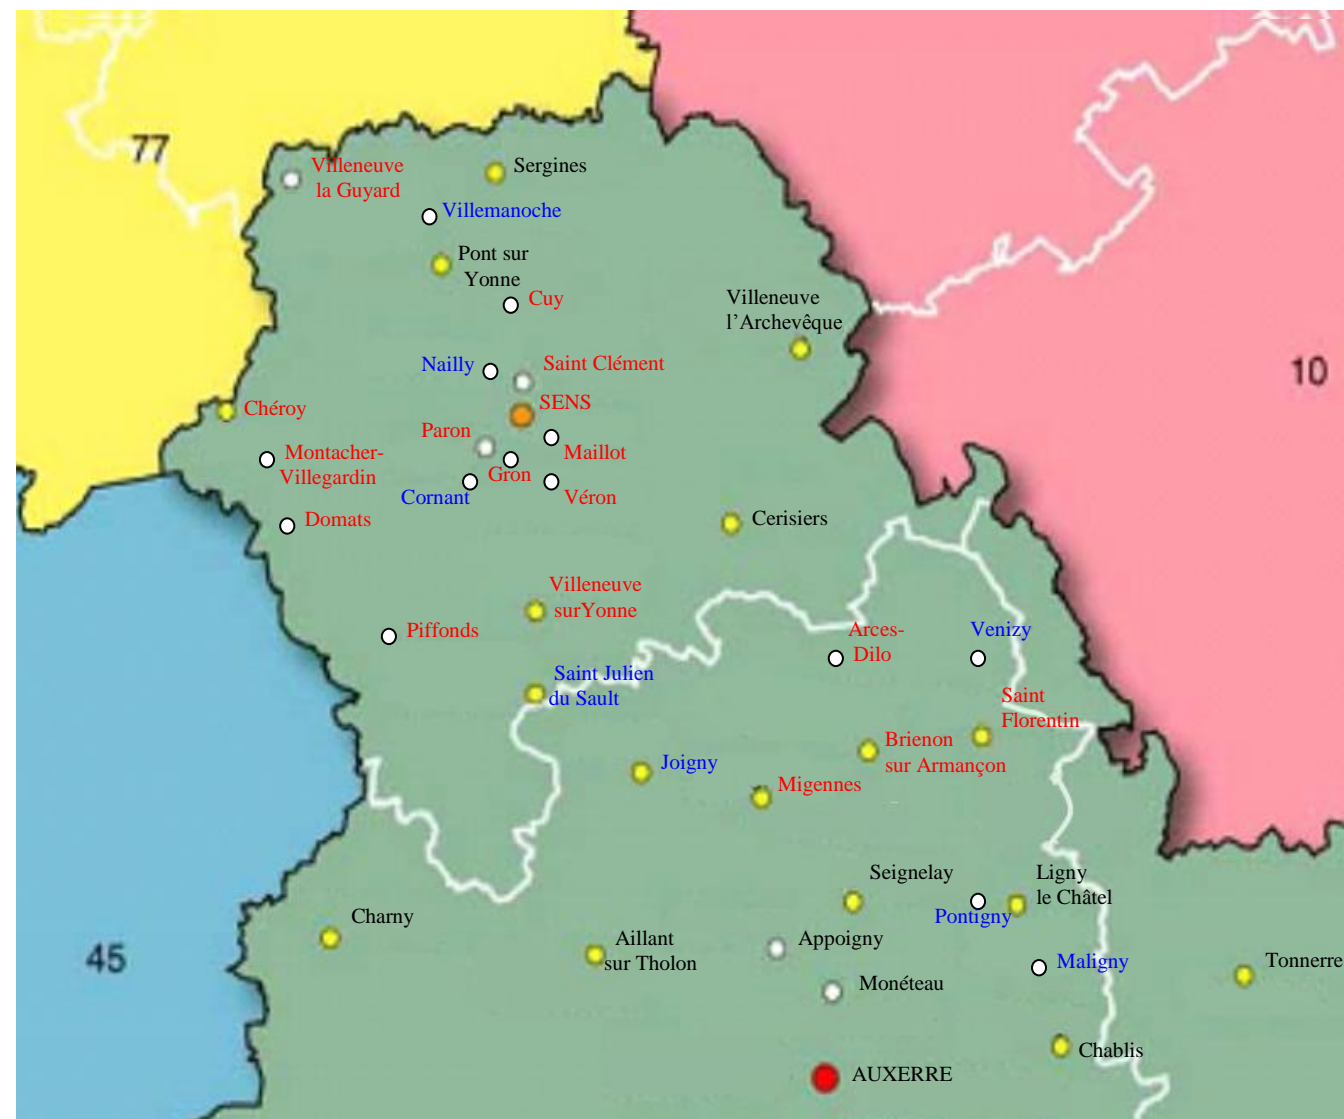 77
Villeneuve
la Guyard
Sergines
Villemanoche
Pont sur
Yonne
Cuy
Villeneuve
l'Archevêque
Nailly
Saint Clément
10
Chéroy
SENS
Paron
Maillot
Montacher-
Villegardin
Gron
Cornant
Véron
Domats
Cerisiers
Villeneuve
surYonne
Piffonds
Arces-
Dilo
Venizy
Saint Julien
du Sault
Saint
Florentin
Brienon
sur Armançon
Joigny
Migennes
Seignelay
Ligny
le Châtel
Pontigny
Charny
Aillant
sur Tholon
Appoigny
45
Maligny
Tonnerre
Monéteau
Chablis
AUXERRE